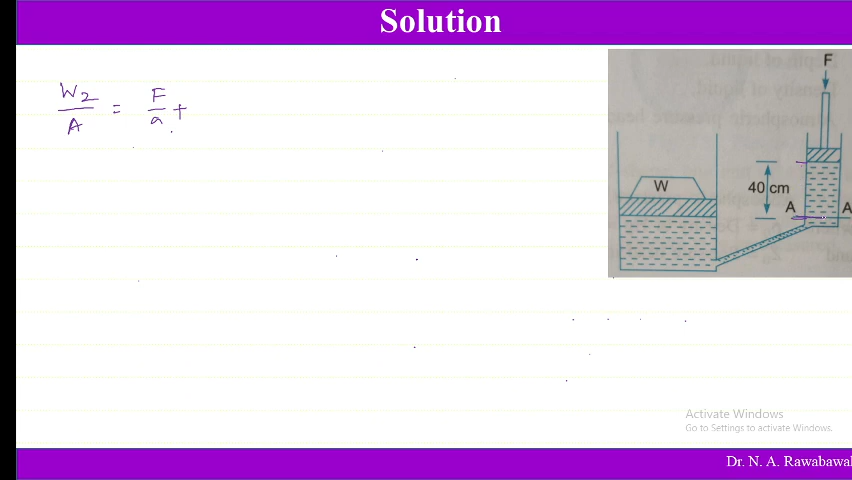 Solution
W2/A = F/a +
F
W
40 cm
A A
Activate Windows
Go to Settings to activate Windows.
Dr. N. A. Rawabawal